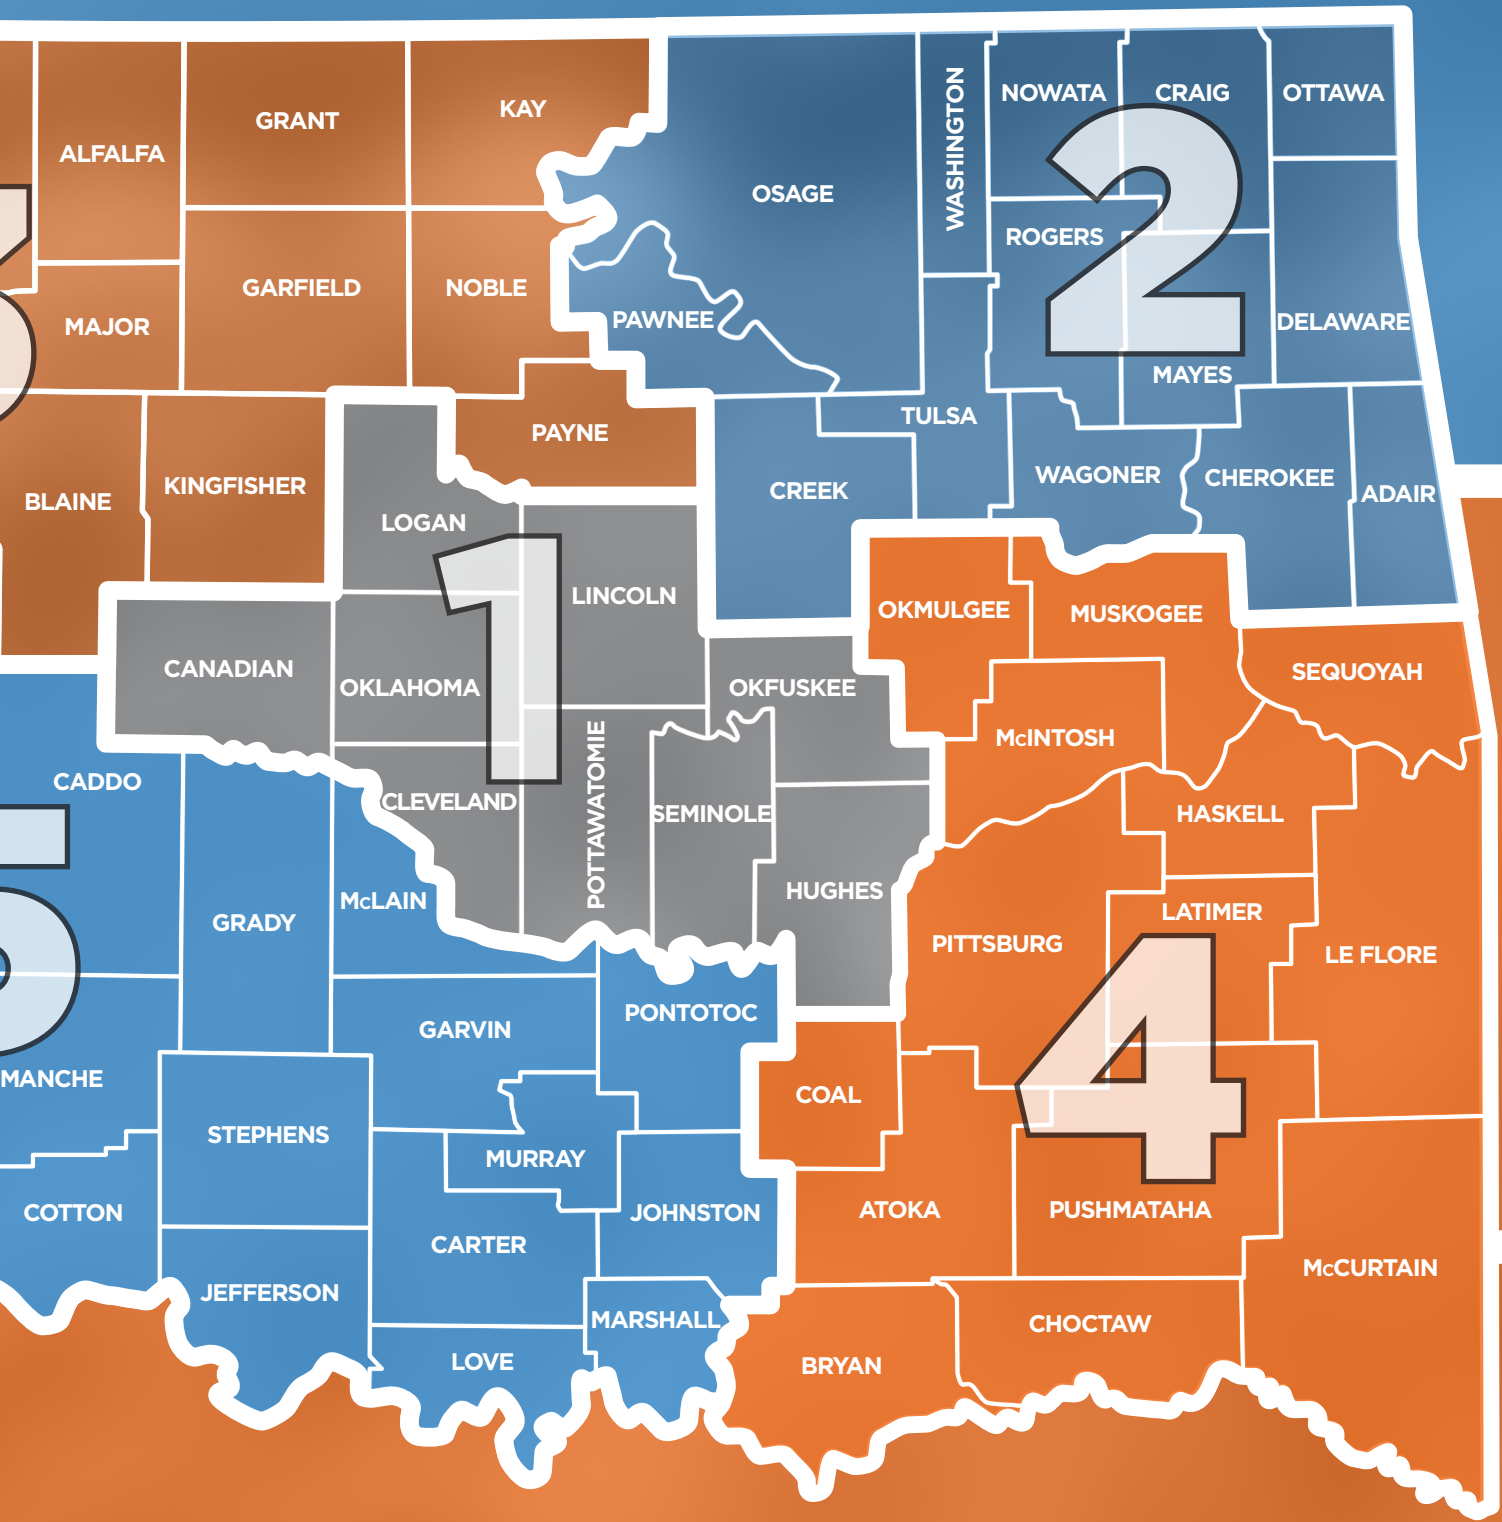 ALFALFA
GRANT
KAY
OSAGE
WASHINGTON
NOWATA
CRAIG
OTTAWA
2
ROGERS
MAJOR
GARFIELD
NOBLE
PAWNEE
DELAWARE
MAYES
TULSA
PAYNE
BLAINE
KINGFISHER
LOGAN
CREEK
WAGONER
CHEROKEE
ADAIR
1
LINCOLN
OKMULGEE
MUSKOGEE
CANADIAN
OKLAHOMA
OKFUSKEE
SEQUOYAH
McINTOSH
CADDO
CLEVELAND
POTTAWATOMIE
SEMINOLE
HASKELL
5
McLAIN
GRADY
HUGHES
LATIMER
PITTSBURG
LE FLORE
4
GARVIN
PONTOTOC
MANCHE
COAL
STEPHENS
MURRAY
COTTON
JOHNSTON
ATOKA
PUSHMATAHA
CARTER
McCURTAIN
JEFFERSON
MARSHALL
CHOCTAW
LOVE
BRYAN